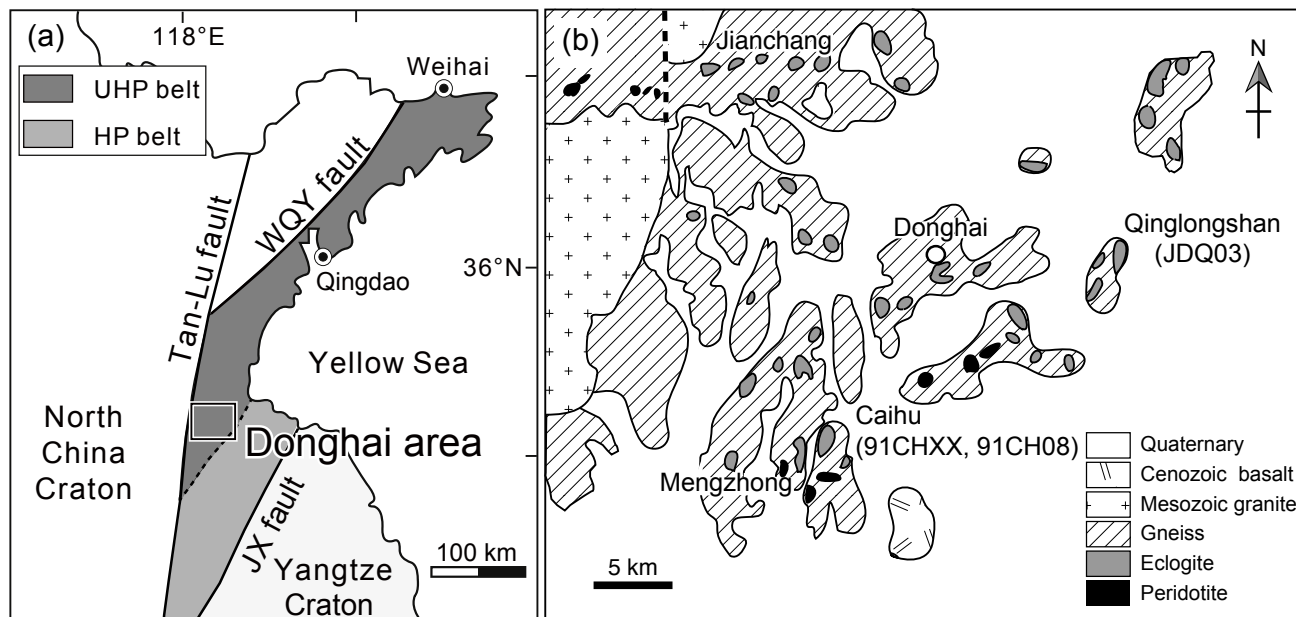 (a)
118°E
UHP belt
HP belt
Weihai
WQY fault
Tan-Lu fault
Qingdao
36°N
Yellow Sea
North
China
Craton
Donghai area
JX fault
Yangtze
Craton
100 km
(b)
Jianchang
N
Donghai
Qinglongshan
(JDQ03)
Caihu
(91CHXX, 91CH08)
Mengzhong
5 km
Quaternary
Cenozoic basalt
Mesozoic granite
Gneiss
Eclogite
Peridotite